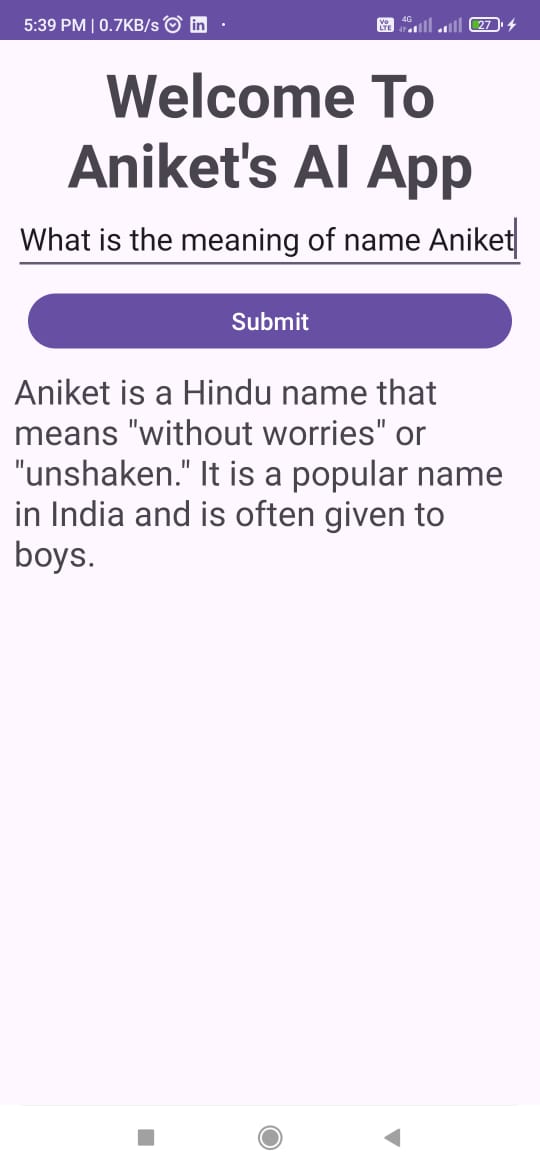 5:39 PM | 0.7KB/s in
Vo LTE 4G 27
Welcome To
Aniket's AI App
What is the meaning of name Aniket
Submit
Aniket is a Hindu name that
means "without worries" or
"unshaken." It is a popular name
in India and is often given to
boys.